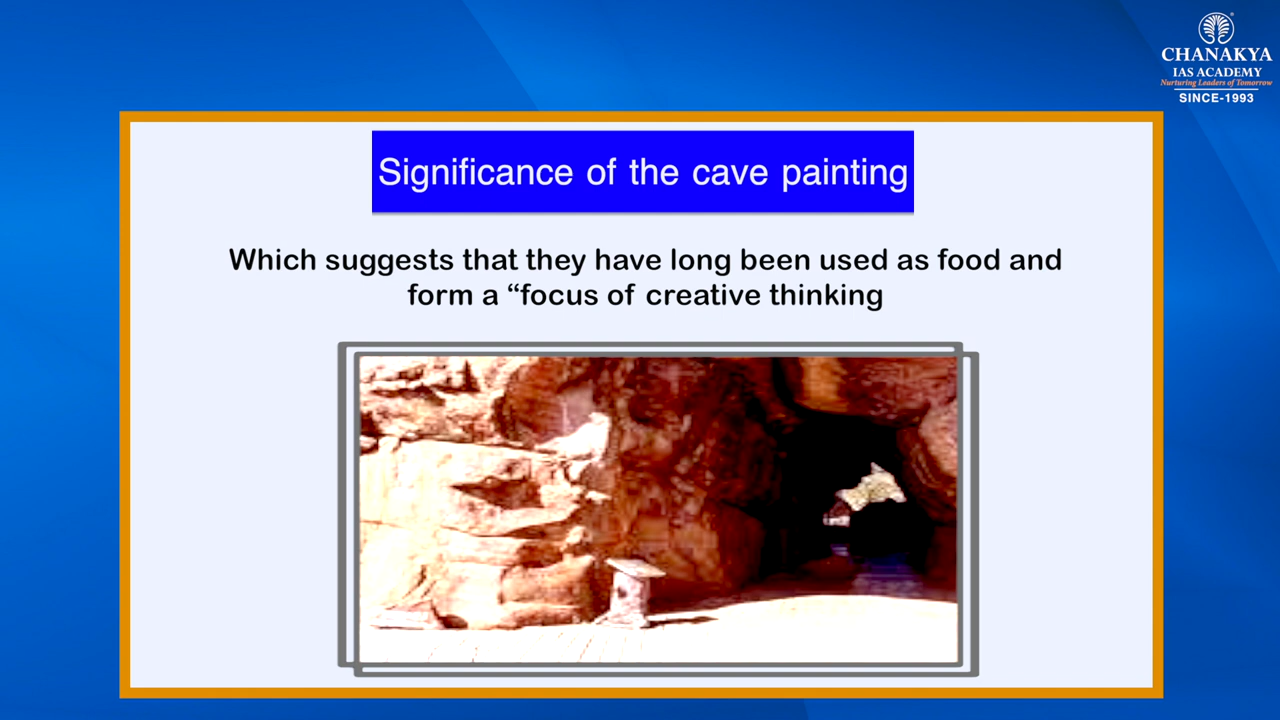 CHANAKYA
IAS ACADEMY
Nurturing Leaders of Tomorrow
SINCE-1993
Significance of the cave painting
Which suggests that they have long been used as food and
form a “focus of creative thinking